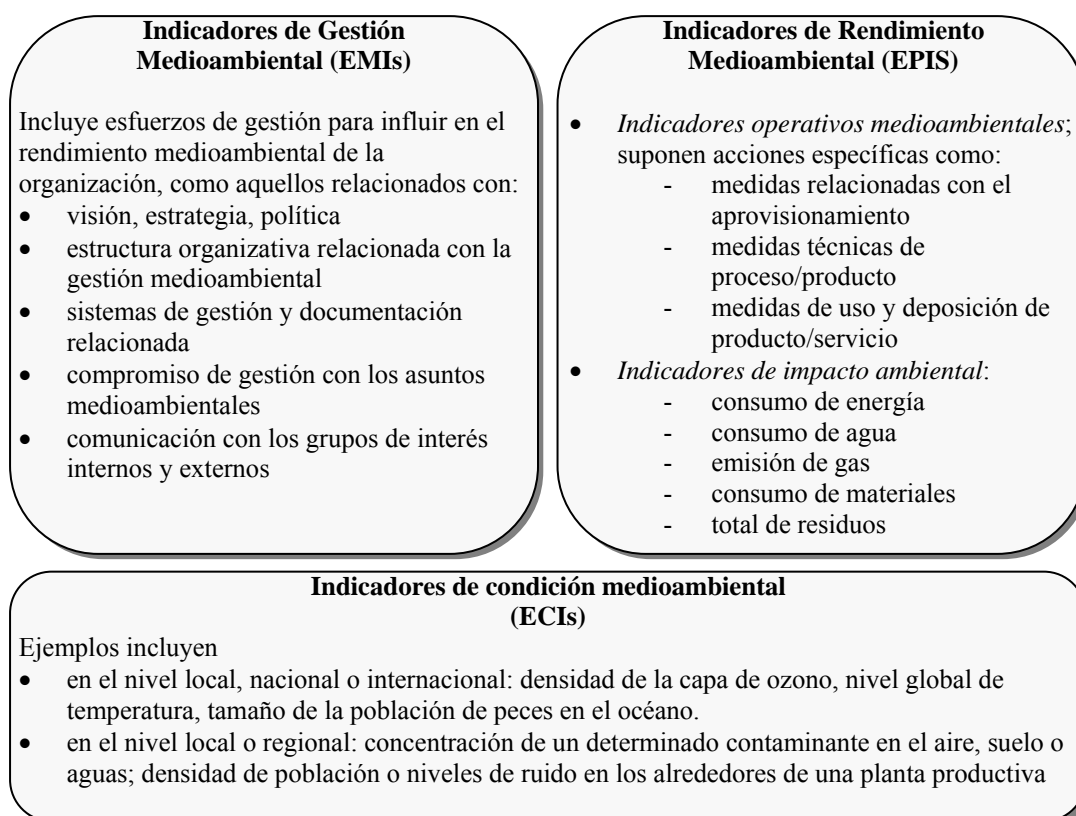 Indicadores de Gestión
Medioambiental (EMIs)
Incluye esfuerzos de gestión para influir en el
rendimiento medioambiental de la
organización, como aquellos relacionados con:
• visión, estrategia, política
• estructura organizativa relacionada con la
gestión medioambiental
• sistemas de gestión y documentación
relacionada
• compromiso de gestión con los asuntos
medioambientales
• comunicación con los grupos de interés
internos y externos
Indicadores de Rendimiento
Medioambiental (EPIS)
• Indicadores operativos medioambientales;
suponen acciones específicas como:
- medidas relacionadas con el
aprovisionamiento
- medidas técnicas de
proceso/producto
- medidas de uso y deposición de
producto/servicio
• Indicadores de impacto ambiental:
- consumo de energía
- consumo de agua
- emisión de gas
- consumo de materiales
- total de residuos
Indicadores de condición medioambiental
(ECIs)
Ejemplos incluyen
• en el nivel local, nacional o internacional: densidad de la capa de ozono, nivel global de
temperatura, tamaño de la población de peces en el océano.
• en el nivel local o regional: concentración de un determinado contaminante en el aire, suelo o
aguas; densidad de población o niveles de ruido en los alrededores de una planta productiva